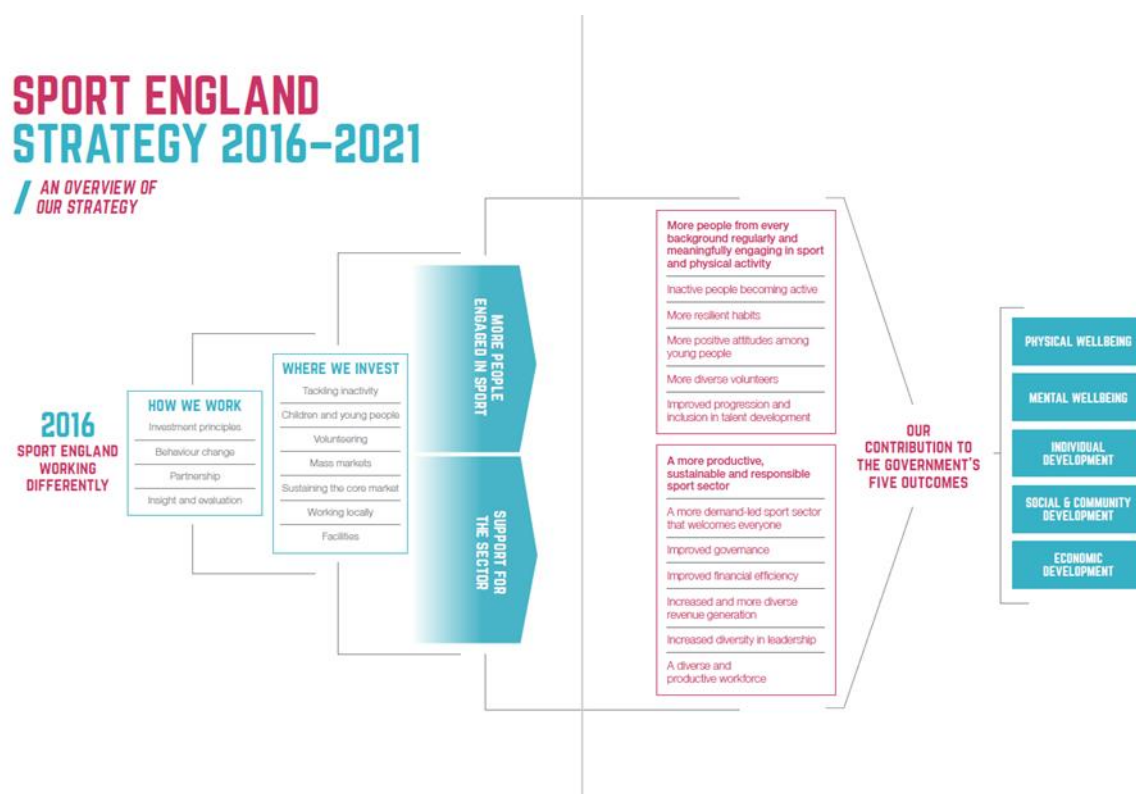 SPORT ENGLAND
STRATEGY 2016–2021
/ AN OVERVIEW OF
OUR STRATEGY
2016
SPORT ENGLAND
WORKING
DIFFERENTLY
HOW WE WORK
Investment principles
Behaviour change
Partnership
Insight and evaluation
WHERE WE INVEST
Tackling inactivity
Children and young people
Volunteering
Mass markets
Sustaining the core market
Working locally
Facilities
MORE PEOPLE
ENGAGED IN SPORT
SUPPORT FOR
THE SECTOR
More people from every
background regularly and
meaningfully engaging in sport
and physical activity
Inactive people becoming active
More resilient habits
More positive attitudes among
young people
More diverse volunteers
Improved progression and
inclusion in talent development
A more productive,
sustainable and responsible
sport sector
A more demand-led sport sector
that welcomes everyone
Improved governance
Improved financial efficiency
Increased and more diverse
revenue generation
Increased diversity in leadership
A diverse and
productive workforce
OUR
CONTRIBUTION TO
THE GOVERNMENT'S
FIVE OUTCOMES
PHYSICAL WELLBEING
MENTAL WELLBEING
INDIVIDUAL
DEVELOPMENT
SOCIAL & COMMUNITY
DEVELOPMENT
ECONOMIC
DEVELOPMENT